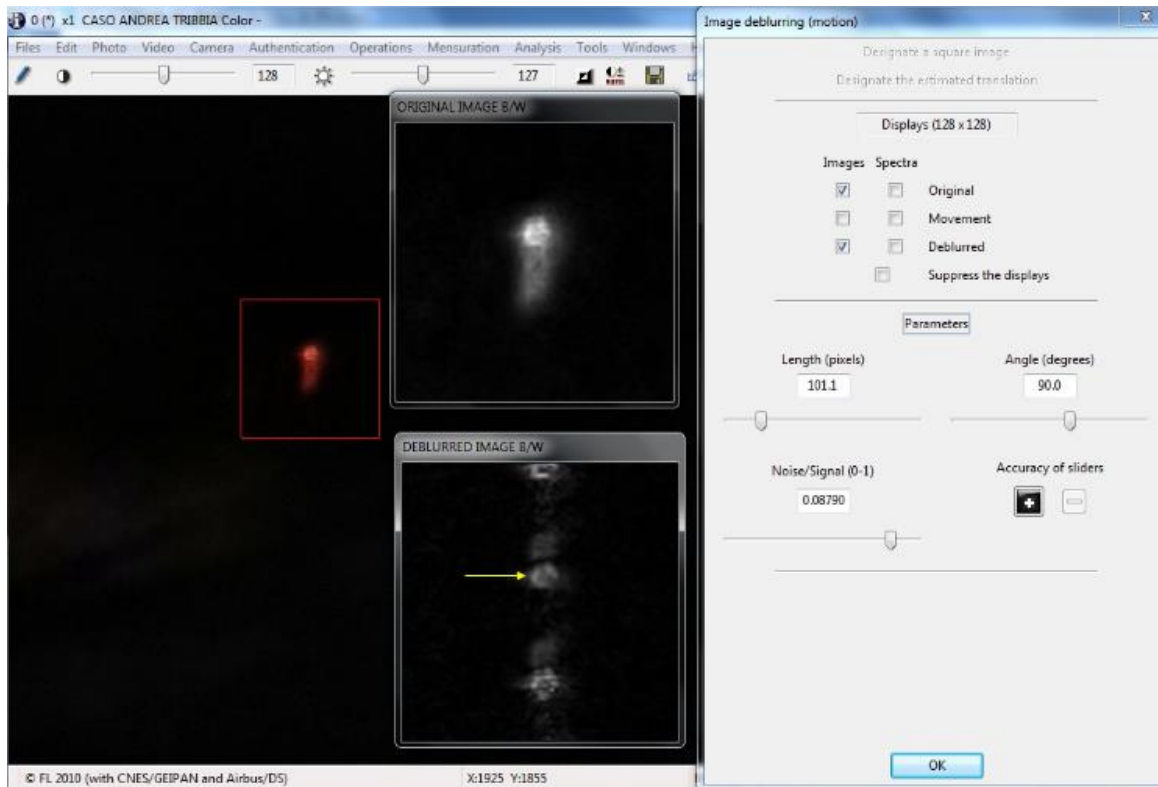 0 (*) x1 CASO ANDREA TRIBBIA Color -
Files Edit Photo Video Camera Authentication Operations Mensuration Analysis Tools Windows
128 127
ORIGINAL IMAGE B/W
DEBLURRED IMAGE B/W
© FL 2010 (with CNES/GEIPAN and Airbus/DS) X:1925 Y:1855
Image deblurring (motion)
Designate a square image
Designate the estimated translation
Displays (128 x 128)
Images Spectra
Original
Movement
Deblurred
Suppress the displays
Parameters
Length (pixels) Angle (degrees)
101.1 90.0
Noise/Signal (0-1) Accuracy of sliders
0.08790
OK